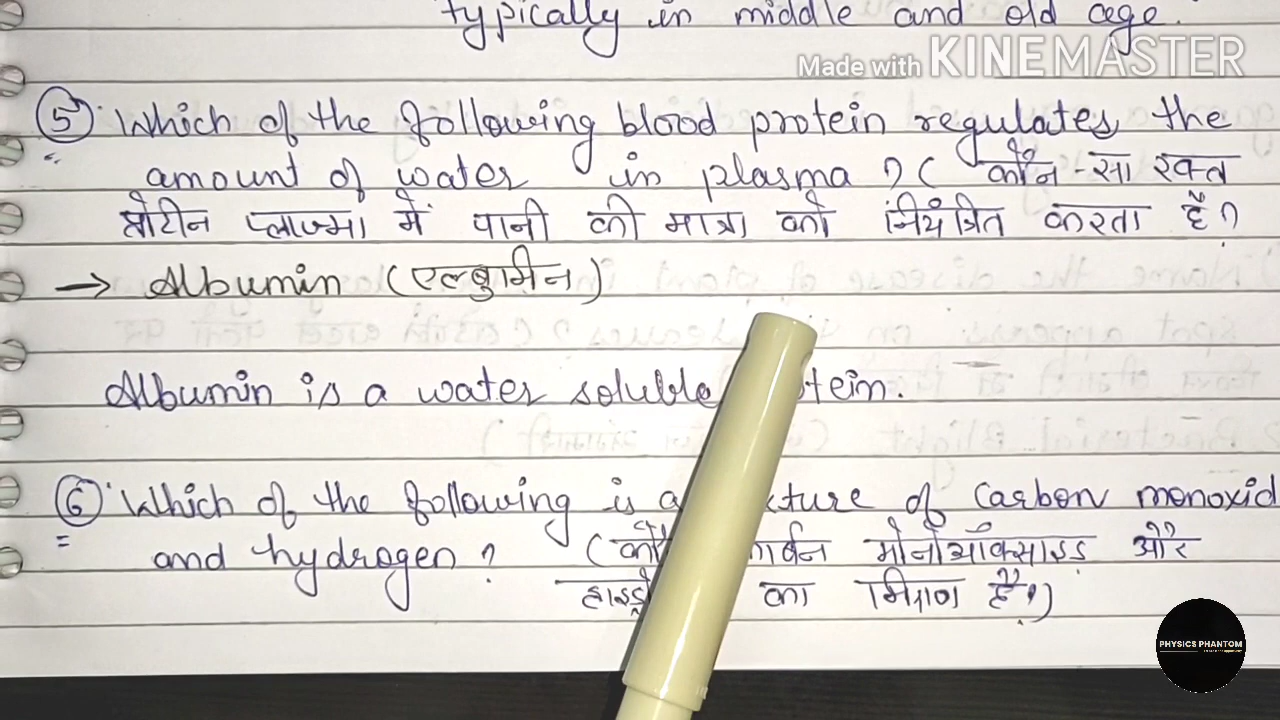 typically in middle and old age.
Made with KINEMASTER
(5) Which of the following blood protein regulates the
amount of water in plasma ? ( कौन-सा रक्त
प्रोटीन प्लाज्मा में पानी की मात्रा को नियंत्रित करता है ?
→ Albumin (एल्बुमिन)
Albumin is a water soluble
(6) Which of the following is a of Carbon monoxid
and hydrogen ? ( मोनोऑक्साइड और
का मिश्रण है ?)
PHYSICS PHANTOM